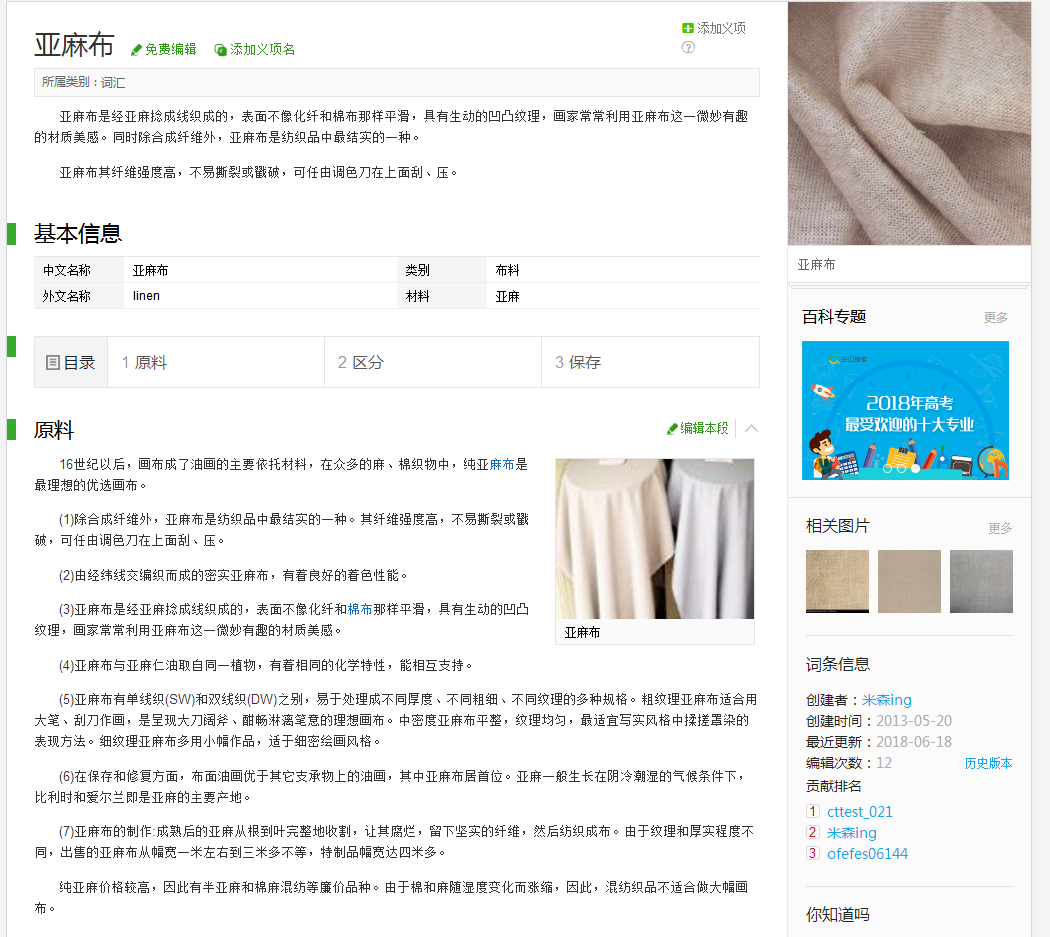 亚麻布
免费编辑
添加义项名
添加义项
?
所属类别：词汇
亚麻布是经亚麻捻成线织成的，表面不像化纤和棉布那样平滑，具有生动的凹凸纹理，画家常常利用亚麻布这一微妙有趣
的材质美感。同时除合成纤维外，亚麻布是纺织品中最结实的一种。
亚麻布其纤维强度高，不易撕裂或戳破，可任由调色刀在上面刮、压。
基本信息
中文名称 亚麻布 类别 布料
外文名称 linen 材料 亚麻
目录 1 原料 2 区分 3 保存
原料
编辑本段
16世纪以后，画布成了油画的主要依托材料，在众多的麻、棉织物中，纯亚麻布是
最理想的优选画布。
(1)除合成纤维外，亚麻布是纺织品中最结实的一种。其纤维强度高，不易撕裂或戳
破，可任由调色刀在上面刮、压。
(2)由经纬线交编织而成的密实亚麻布，有着良好的着色性能。
(3)亚麻布是经亚麻捻成线织成的，表面不像化纤和棉布那样平滑，具有生动的凹凸
纹理，画家常常利用亚麻布这一微妙有趣的材质美感。
亚麻布
(4)亚麻布与亚麻仁油取自同一植物，有着相同的化学特性，能相互支持。
(5)亚麻布有单线织(SW)和双线织(DW)之别，易于处理成不同厚度、不同粗细、不同纹理的多种规格。粗纹理亚麻布适合用
大笔、刮刀作画，是呈现大刀阔斧、酣畅淋漓笔意的理想画布。中密度亚麻布平整，纹理均匀，最适宜写实风格中揉搓罩染的
表现方法。细纹理亚麻布多用小幅作品，适于细密绘画风格。
(6)在保存和修复方面，布面油画优于其它支承物上的油画，其中亚麻布居首位。亚麻一般生长在阴冷潮湿的气候条件下，
比利时和爱尔兰即是亚麻的主要产地。
(7)亚麻布的制作:成熟后的亚麻从根到叶完整地收割，让其腐烂，留下坚实的纤维，然后纺织成布。由于纹理和厚实程度不
同，出售的亚麻布从幅宽一米左右到三米多不等，特制品幅宽达四米多。
纯亚麻价格较高，因此有半亚麻和棉麻混纺等廉价品种。由于棉和麻随湿度变化而涨缩，因此，混纺织品不适合做大幅画
布。
亚麻布
百科专题 更多
2018年高考
最受欢迎的十大专业
相关图片 更多
词条信息
创建者：米森ing
创建时间：2013-05-20
最近更新：2018-06-18
编辑次数：12 历史版本
贡献排名
1 cttest_021
2 米森ing
3 ofefes06144
你知道吗